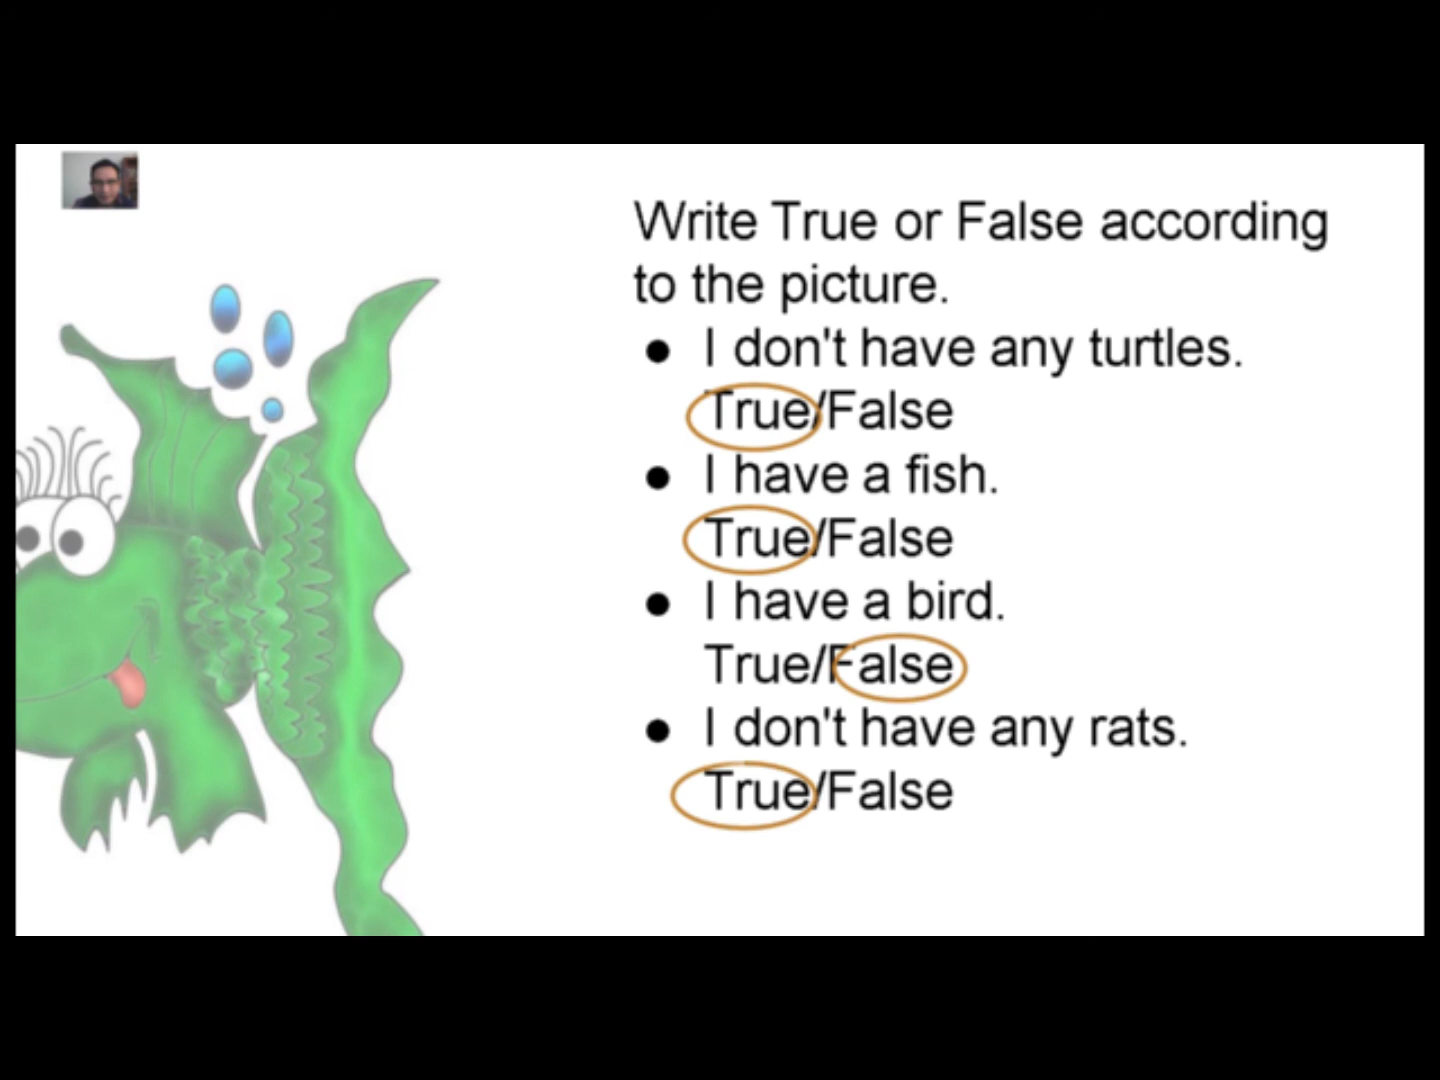 Write True or False according
to the picture.
● I don't have any turtles.
True/False
● I have a fish.
True/False
● I have a bird.
True/False
● I don't have any rats.
True/False